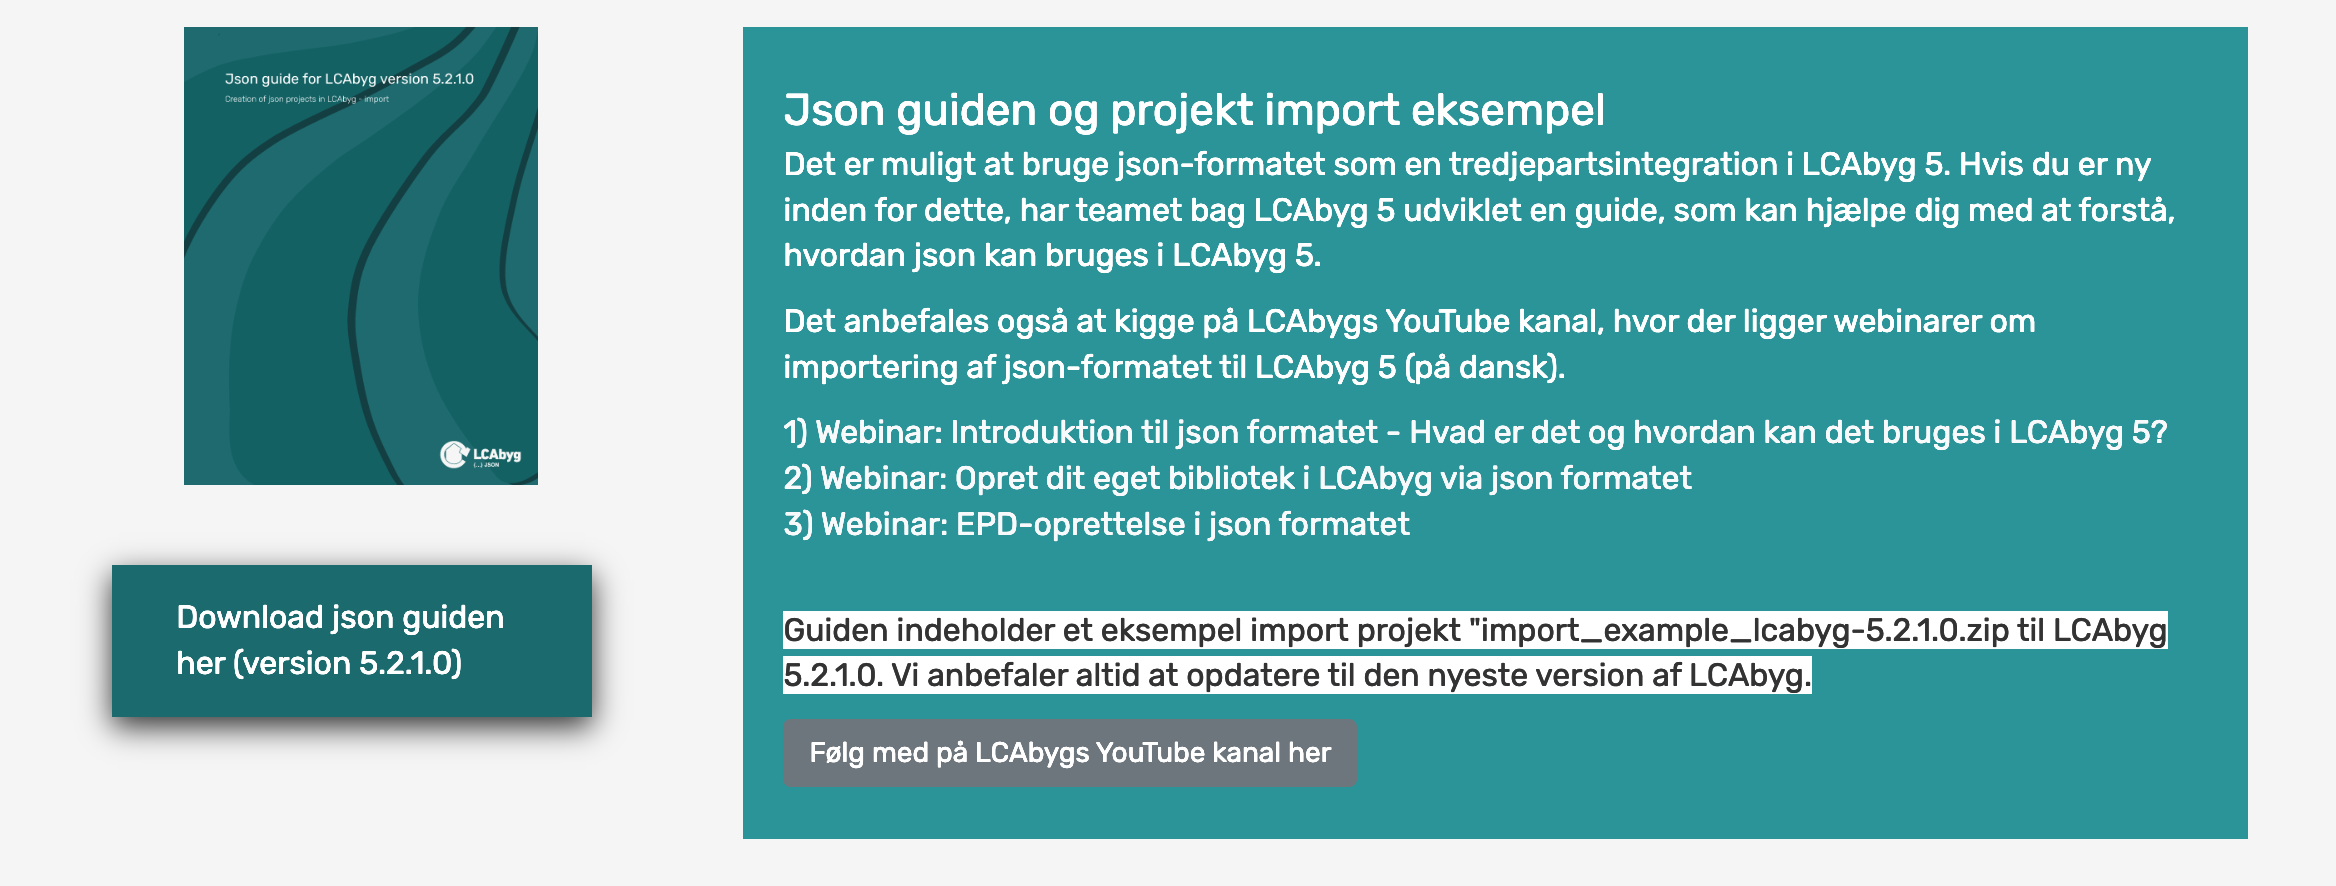 Json guide for LCAbyg version 5.2.1.0
Creation of json projects in LCAbyg - import
LCAbyg
{...} JSON
Download json guiden
her (version 5.2.1.0)
Json guiden og projekt import eksempel
Det er muligt at bruge json-formatet som en tredjepartsintegration i LCAbyg 5. Hvis du er ny
inden for dette, har teamet bag LCAbyg 5 udviklet en guide, som kan hjælpe dig med at forstå,
hvordan json kan bruges i LCAbyg 5.
Det anbefales også at kigge på LCAbygs YouTube kanal, hvor der ligger webinarer om
importering af json-formatet til LCAbyg 5 (på dansk).
1) Webinar: Introduktion til json formatet - Hvad er det og hvordan kan det bruges i LCAbyg 5?
2) Webinar: Opret dit eget bibliotek i LCAbyg via json formatet
3) Webinar: EPD-oprettelse i json formatet
Guiden indeholder et eksempel import projekt "import_example_lcabyg-5.2.1.0.zip til LCAbyg
5.2.1.0. Vi anbefaler altid at opdatere til den nyeste version af LCAbyg.
Følg med på LCAbygs YouTube kanal her